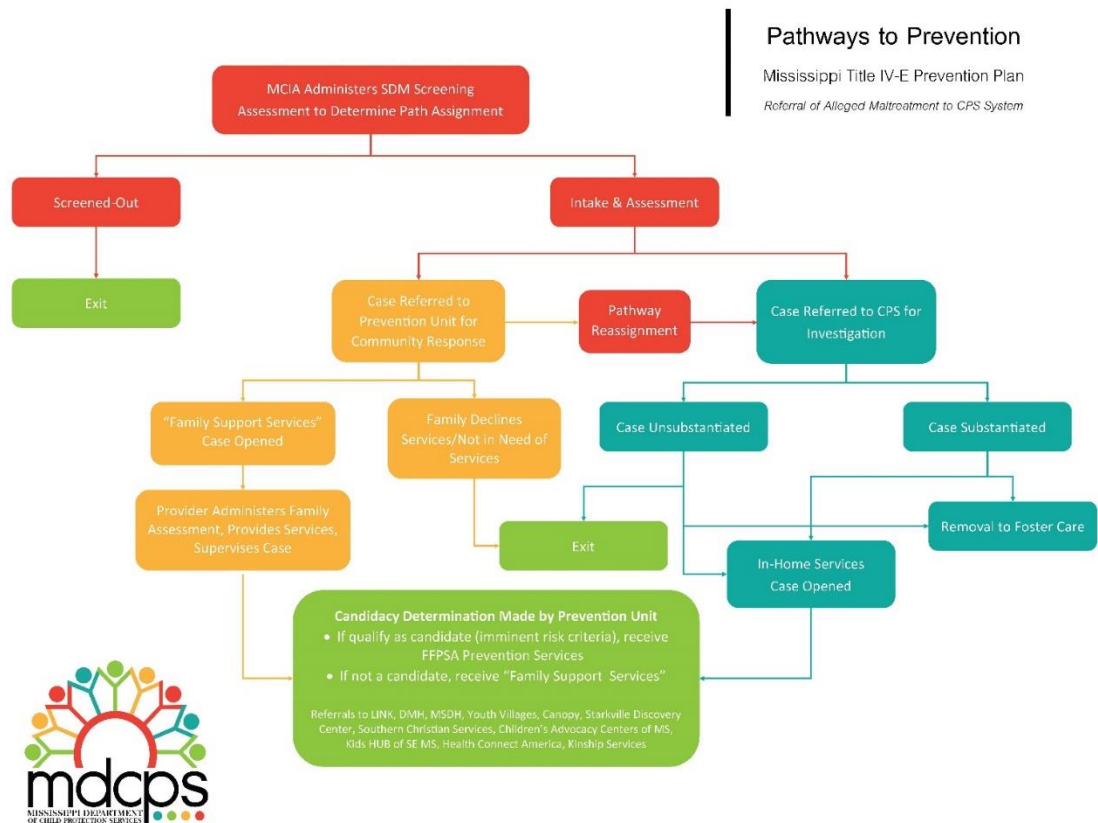 Pathways to Prevention
Mississippi Title IV-E Prevention Plan
Referral of Alleged Maltreatment to CPS System
MCIA Administers SDM Screening
Assessment to Determine Path Assignment
Screened-Out
Intake & Assessment
Exit
Case Referred to
Prevention Unit for
Community Response
Pathway
Reassignment
Case Referred to CPS for
Investigation
"Family Support Services"
Case Opened
Family Declines
Services/Not in Need of
Services
Case Unsubstantiated
Case Substantiated
Provider Administers Family
Assessment, Provides Services,
Supervises Case
Exit
Removal to Foster Care
In-Home Services
Case Opened
Candidacy Determination Made by Prevention Unit
• If qualify as candidate (imminent risk criteria), receive
FFPSA Prevention Services
• If not a candidate, receive "Family Support Services"
Referrals to LINK, DMH, MSDH, Youth Villages, Canopy, Starkville Discovery
Center, Southern Christian Services, Children's Advocacy Centers of MS,
Kids HUB of SE MS, Health Connect America, Kinship Services
mdcps
MISSISSIPPI DEPARTMENT
OF CHILD PROTECTION SERVICES